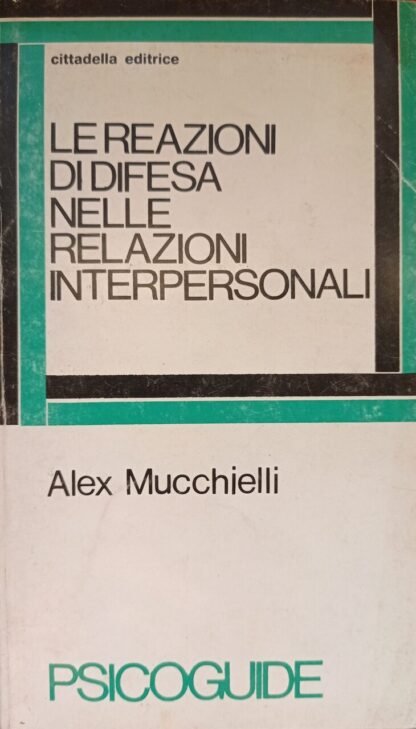 cittadella editrice
LE REAZIONI
DI DIFESA
NELLE
RELAZIONI
INTERPERSONALI
Alex Mucchielli
PSICOGUIDE